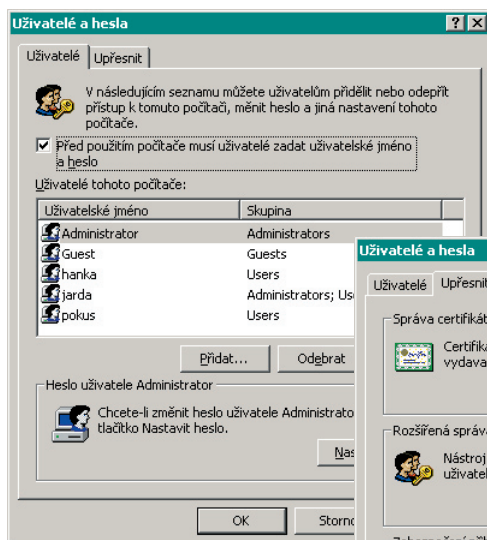 Uživatelé a hesla
Uživatelé
Upřesnit
V následujícím seznamu můžete uživatelům přidělit nebo odepřít
přístup k tomuto počítači, měnit heslo a jiná nastavení tohoto
počítače.
Před použitím počítače musí uživatelé zadat uživatelské jméno
a heslo
Uživatelé tohoto počítače:
Uživatelské jméno
Skupina
Administrator
Administrators
Guest
Guests
hanka
Users
jarda
Administrators; Us
pokus
Users
Přidat...
Odebrat
Heslo uživatele Administrator
Chcete-li změnit heslo uživatele Administrato
tlačítko Nastavit heslo.
Nas
OK
Storno
Uživatelé a hesla
Uživatelé
Upřesnit
Správa certifikát
Certifiká
vydava
Rozšířená správa
Nástroj
uživatel